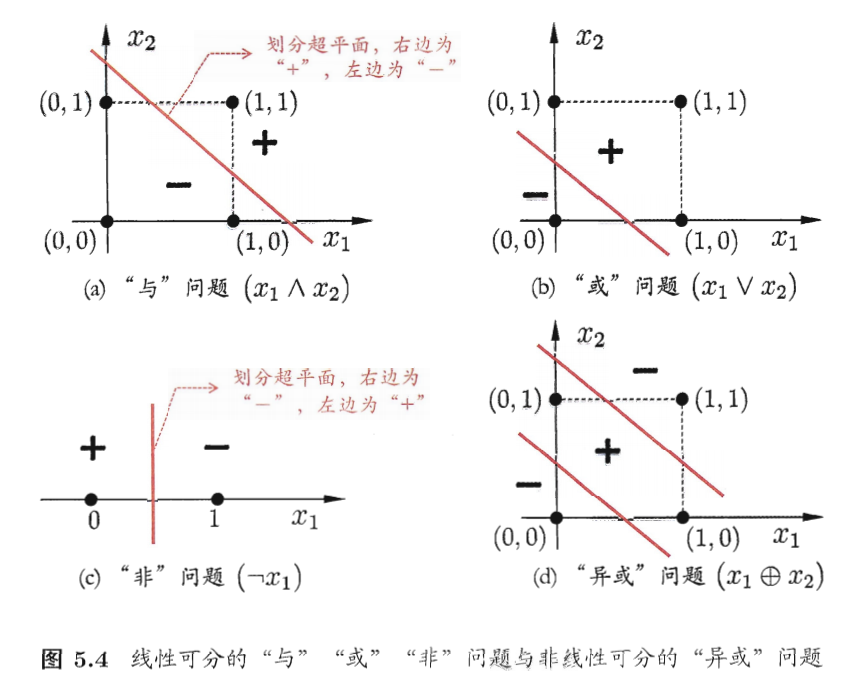 x₂
划分超平面，右边为
“+”，左边为“−”
(0,1)
(1,1)
+
−
(0,0)
(1,0)
x₁
(a) “与”问题 (x₁ ∧ x₂)
x₂
(0,1)
(1,1)
+
−
(0,0)
(1,0)
x₁
(b) “或”问题 (x₁ ∨ x₂)
划分超平面，右边为
“−”，左边为“+”
+
−
0
1
x₁
(c) “非”问题 (¬x₁)
x₂
−
(0,1)
(1,1)
+
−
(0,0)
(1,0)
x₁
(d) “异或”问题 (x₁ ⊕ x₂)
图 5.4 线性可分的“与”“或”“非”问题与非线性可分的“异或”问题